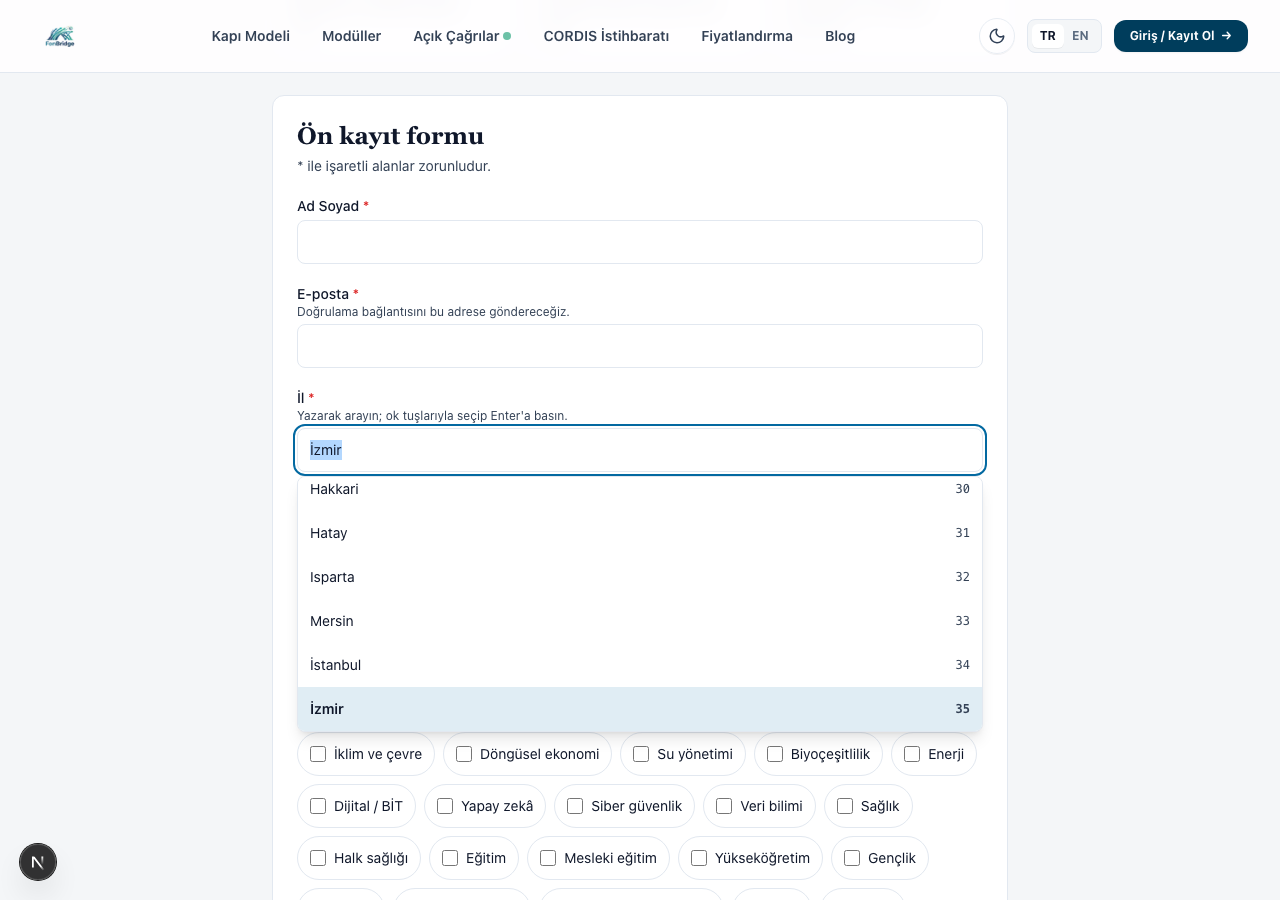 FonBridge
Kapı Modeli
Modüller
Açık Çağrılar
CORDIS İstihbaratı
Fiyatlandırma
Blog
TR
EN
Giriş / Kayıt Ol →
Ön kayıt formu
* ile işaretli alanlar zorunludur.
Ad Soyad *
E-posta *
Doğrulama bağlantısını bu adrese göndereceğiz.
İl *
Yazarak arayın; ok tuşlarıyla seçip Enter'a basın.
İzmir
Hakkari 30
Hatay 31
Isparta 32
Mersin 33
İstanbul 34
İzmir 35
İklim ve çevre
Döngüsel ekonomi
Su yönetimi
Biyoçeşitlilik
Enerji
Dijital / BİT
Yapay zekâ
Siber güvenlik
Veri bilimi
Sağlık
Halk sağlığı
Eğitim
Mesleki eğitim
Yükseköğretim
Gençlik
N